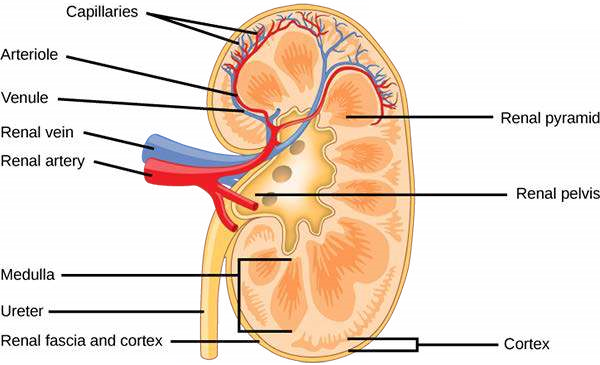 Capillaries
Arteriole
Venule
Renal vein
Renal artery
Renal pyramid
Renal pelvis
Medulla
Ureter
Renal fascia and cortex
Cortex